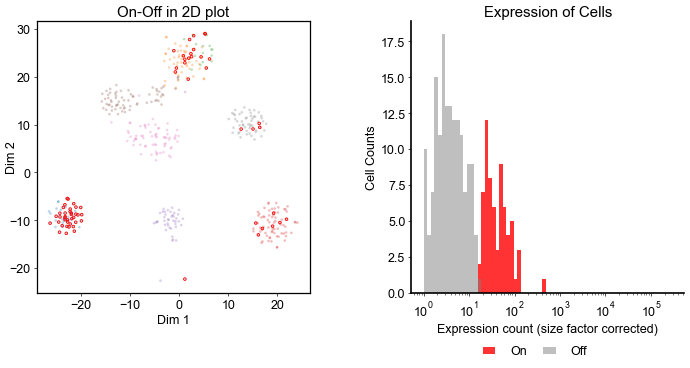 On-Off in 2D plot
Dim 2
30
20
10
0
−10
−20
−20 −10 0 10 20
Dim 1
Expression of Cells
Cell Counts
17.5
15.0
12.5
10.0
7.5
5.0
2.5
0.0
10⁰ 10¹ 10² 10³ 10⁴ 10⁵
Expression count (size factor corrected)
On Off